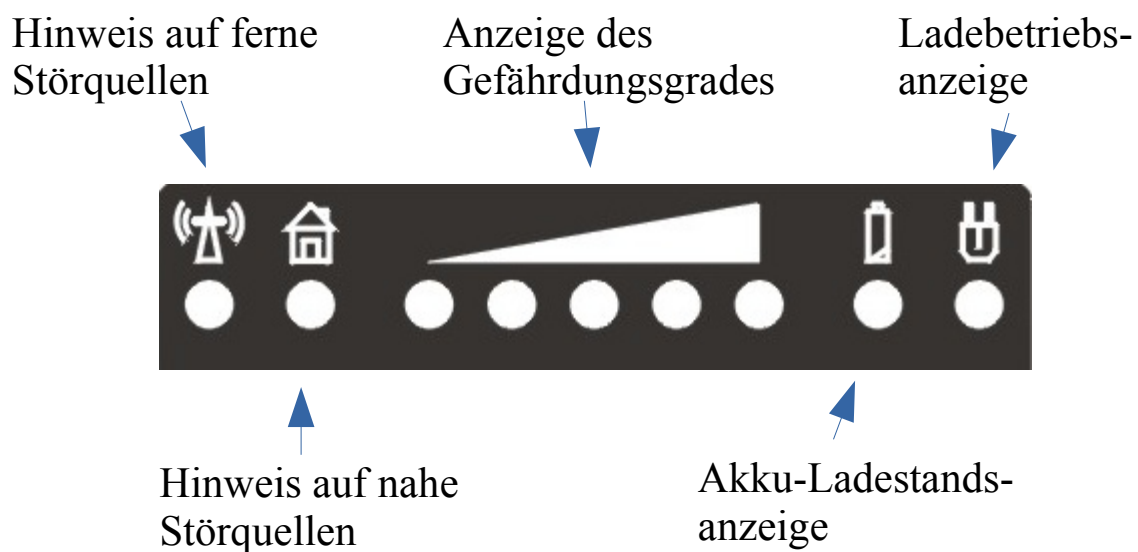 Hinweis auf ferne
Störquellen
Anzeige des
Gefährdungsgrades
Ladebetriebs-
anzeige
Hinweis auf nahe
Störquellen
Akku-Ladestands-
anzeige